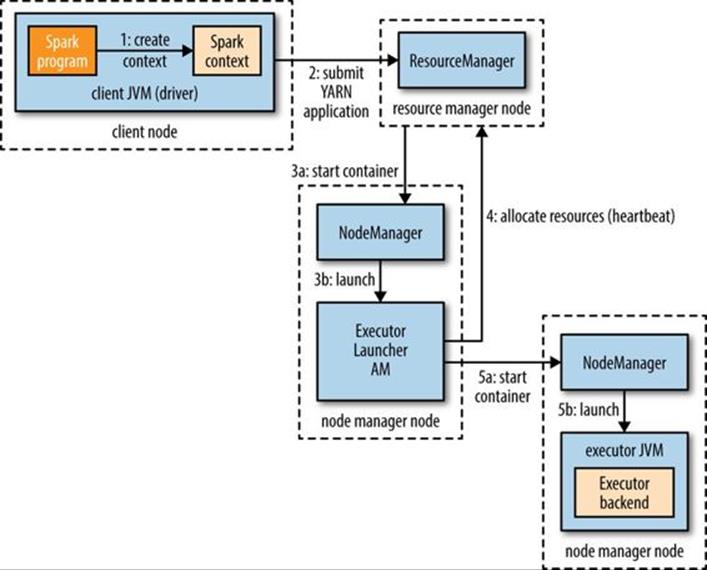 Spark
program
1: create
context
Spark
context
client JVM (driver)
client node
2: submit
YARN
application
ResourceManager
resource manager node
3a: start container
4: allocate resources (heartbeat)
NodeManager
3b: launch
Executor
Launcher
AM
node manager node
5a: start
container
NodeManager
5b: launch
executor JVM
Executor
backend
node manager node